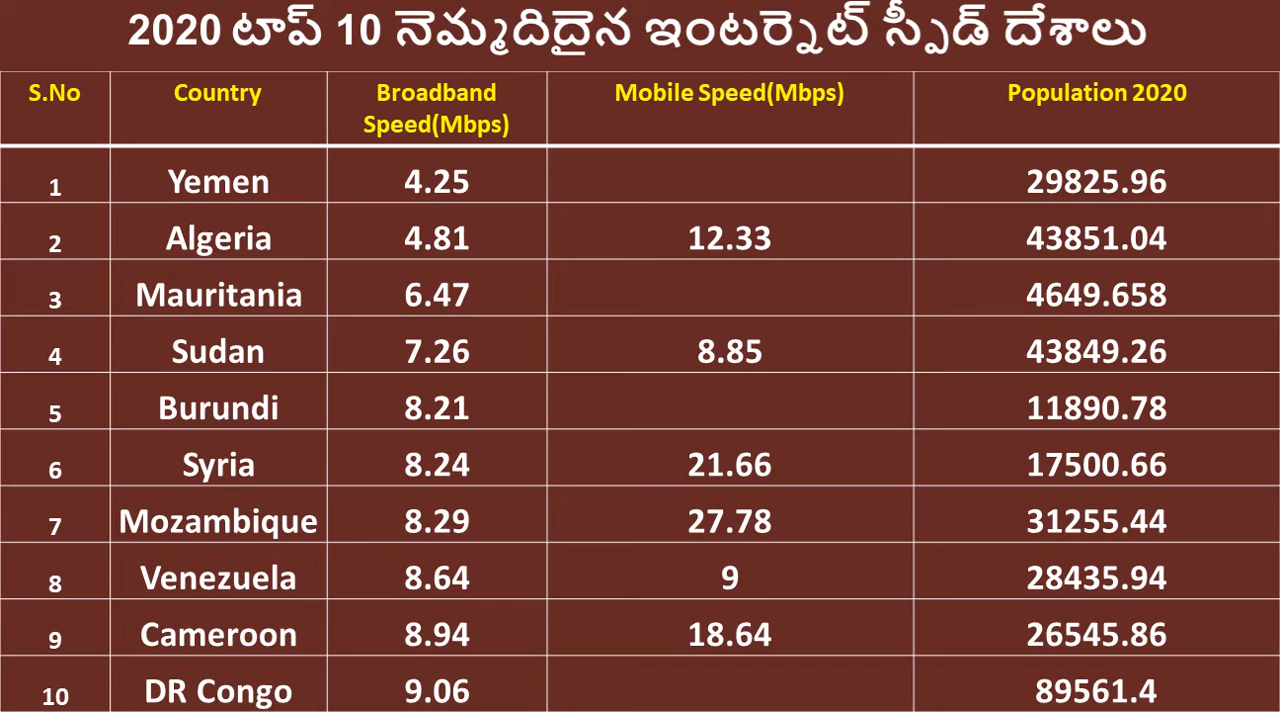 2020 టాప్ 10 నెమ్మదిదైన ఇంటర్నెట్ స్పీడ్ దేశాలు
S.No Country Broadband Speed(Mbps) Mobile Speed(Mbps) Population 2020
1 Yemen 4.25 29825.96
2 Algeria 4.81 12.33 43851.04
3 Mauritania 6.47 4649.658
4 Sudan 7.26 8.85 43849.26
5 Burundi 8.21 11890.78
6 Syria 8.24 21.66 17500.66
7 Mozambique 8.29 27.78 31255.44
8 Venezuela 8.64 9 28435.94
9 Cameroon 8.94 18.64 26545.86
10 DR Congo 9.06 89561.4